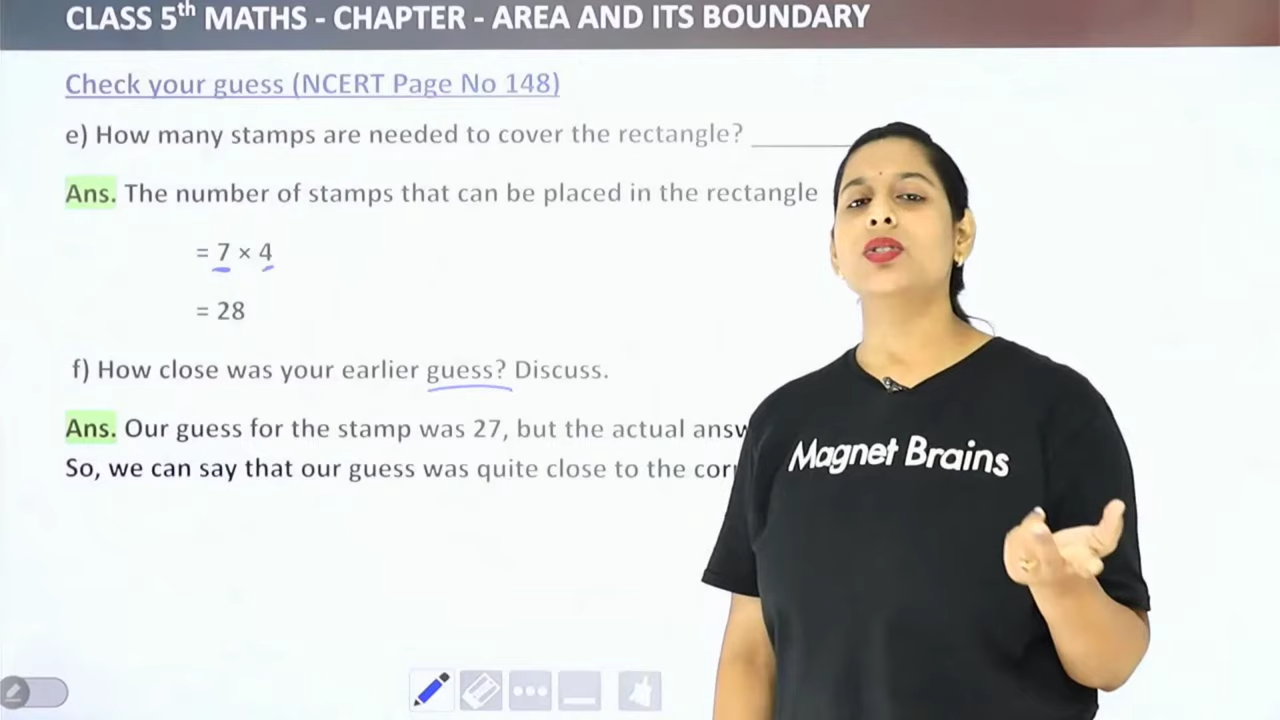 CLASS 5th MATHS - CHAPTER - AREA AND ITS BOUNDARY
Check your guess (NCERT Page No 148)
e) How many stamps are needed to cover the rectangle? ________
Ans. The number of stamps that can be placed in the rectangle
= 7 × 4
= 28
f) How close was your earlier guess? Discuss.
Ans. Our guess for the stamp was 27, but the actual
So, we can say that our guess was quite close to the
Magnet Brains